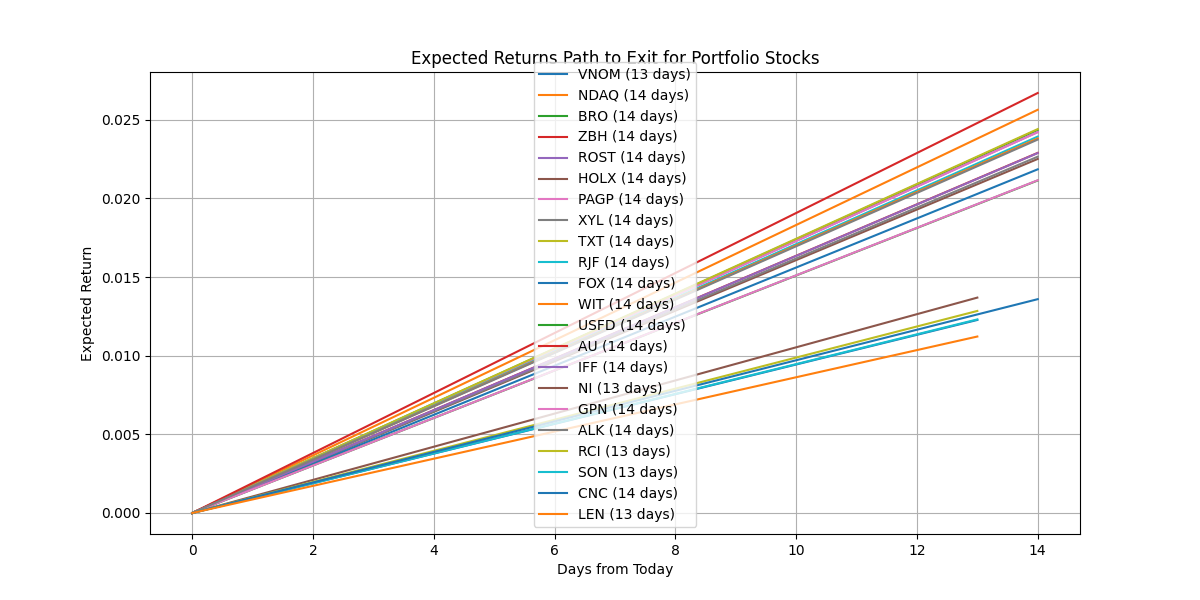 Expected Returns Path to Exit for Portfolio Stocks
VNOM (13 days)
NDAQ (14 days)
BRO (14 days)
ZBH (14 days)
ROST (14 days)
HOLX (14 days)
PAGP (14 days)
XYL (14 days)
TXT (14 days)
RJF (14 days)
FOX (14 days)
WIT (14 days)
USFD (14 days)
AU (14 days)
IFF (14 days)
NI (13 days)
GPN (14 days)
ALK (14 days)
RCI (13 days)
SON (13 days)
CNC (14 days)
LEN (13 days)
Expected Return
0.025
0.020
0.015
0.010
0.005
0.000
0 2 4 6 8 10 12 14
Days from Today